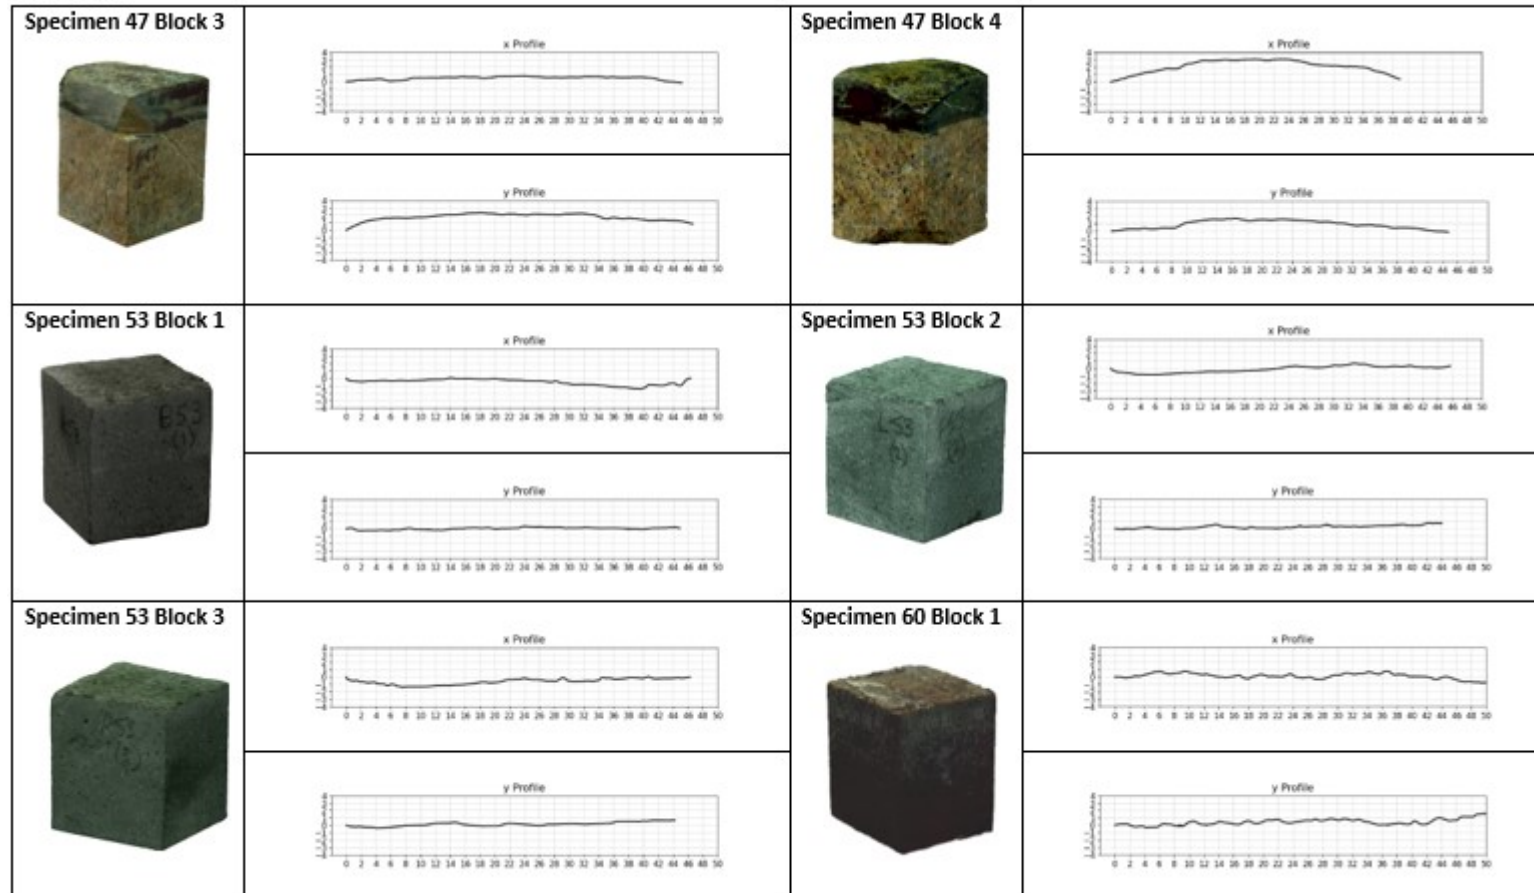 Specimen 47 Block 3
x Profile
0 2 4 6 8 10 12 14 16 18 20 22 24 26 28 30 32 34 36 38 40 42 44 46 48 50
y Profile
0 2 4 6 8 10 12 14 16 18 20 22 24 26 28 30 32 34 36 38 40 42 44 46 48 50
Specimen 47 Block 4
x Profile
0 2 4 6 8 10 12 14 16 18 20 22 24 26 28 30 32 34 36 38 40 42 44 46 48 50
y Profile
0 2 4 6 8 10 12 14 16 18 20 22 24 26 28 30 32 34 36 38 40 42 44 46 48 50
Specimen 53 Block 1
B53
(1)
x Profile
0 2 4 6 8 10 12 14 16 18 20 22 24 26 28 30 32 34 36 38 40 42 44 46 48 50
y Profile
0 2 4 6 8 10 12 14 16 18 20 22 24 26 28 30 32 34 36 38 40 42 44 46 48 50
Specimen 53 Block 2
L53
(2)
x Profile
0 2 4 6 8 10 12 14 16 18 20 22 24 26 28 30 32 34 36 38 40 42 44 46 48 50
y Profile
0 2 4 6 8 10 12 14 16 18 20 22 24 26 28 30 32 34 36 38 40 42 44 46 48 50
Specimen 53 Block 3
x Profile
0 2 4 6 8 10 12 14 16 18 20 22 24 26 28 30 32 34 36 38 40 42 44 46 48 50
y Profile
0 2 4 6 8 10 12 14 16 18 20 22 24 26 28 30 32 34 36 38 40 42 44 46 48 50
Specimen 60 Block 1
x Profile
0 2 4 6 8 10 12 14 16 18 20 22 24 26 28 30 32 34 36 38 40 42 44 46 48 50
y Profile
0 2 4 6 8 10 12 14 16 18 20 22 24 26 28 30 32 34 36 38 40 42 44 46 48 50